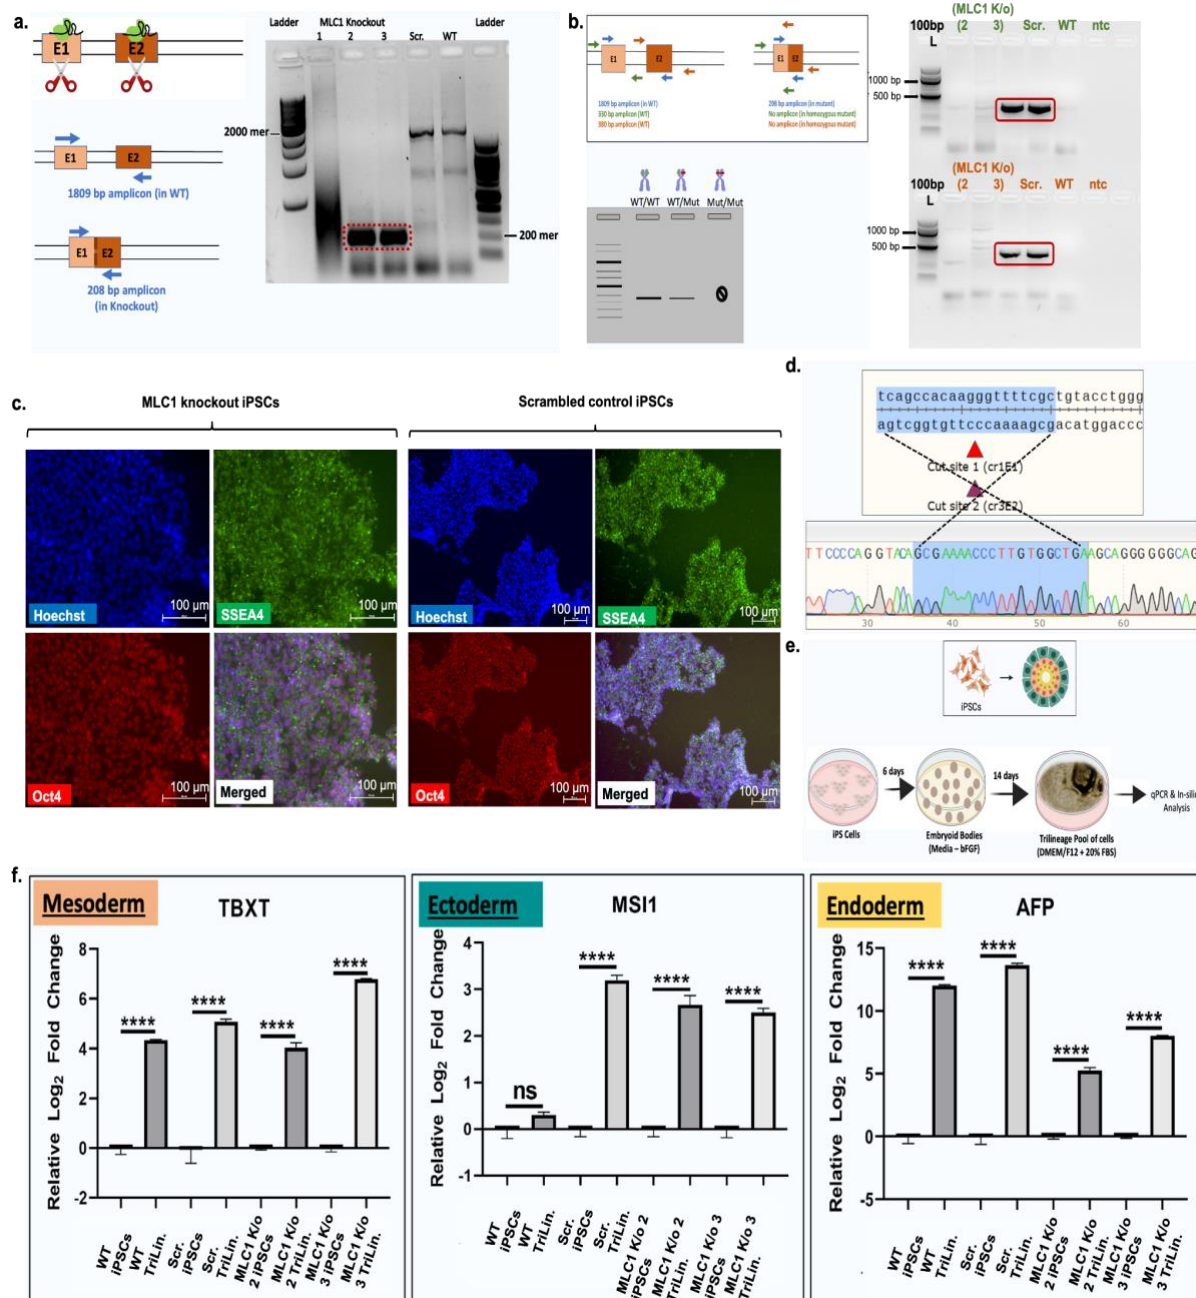 a.
E1
E2
E1
E2
1809 bp amplicon (in WT)
E1
E2
208 bp amplicon
(in Knockout)
Ladder
MLC1 Knockout
Ladder
1
2
3
Scr.
WT
2000 mer
200 mer
b.
E1
E2
E1
E2
1809 bp amplicon (in WT)
330 bp amplicon (WT)
380 bp amplicon (WT)
208 bp amplicon (in mutant)
No amplicon (in homozygous mutant)
No amplicon (in homozygous mutant)
WT/WT
WT/Mut
Mut/Mut
(MLC1 K/o)
100bp
(2
3)
Scr.
WT
ntc
L
1000 bp
500 bp
(MLC1 K/o)
100bp
(2
3)
Scr.
WT
ntc
L
1000 bp
500 bp
c.
MLC1 knockout iPSCs
Scrambled control iPSCs
Hoechst
100 µm
SSEA4
100 µm
Hoechst
100 µm
SSEA4
100 µm
Oct4
100 µm
Merged
100 µm
Oct4
100 µm
Merged
100 µm
d.
tcagccacaagggttttcgctgtacctggg
agtcggtgttcccaaaagcgacatggaccc
Cut site 1 (cr1E1)
Cut site 2 (cr3E2)
TTCCCCAGGTACAGCGAAAACCCTTGTGGCTGAAGCAGGGGGGCAG
30
40
50
60
e.
iPSCs
6 days
14 days
qPCR & In-silic
Analysis
iPS Cells
Embryoid Bodies
(Media – bFGF)
Trilineage Pool of cells
(DMEM/F12 + 20% FBS)
f.
Mesoderm
TBXT
Relative Log2 Fold Change
8
6
4
2
0
-2
****
****
****
****
WT iPSCs
WT TriLin.
Scr. iPSCs
Scr. TriLin.
MLC1 K/o 2 iPSCs
MLC1 K/o 2 TriLin.
MLC1 K/o 3 iPSCs
MLC1 K/o 3 TriLin.
Ectoderm
MSI1
Relative Log2 Fold Change
4
3
2
1
0
-1
ns
****
****
****
WT iPSCs
WT TriLin.
Scr. iPSCs
Scr. TriLin.
MLC1 K/o 2 iPSCs
MLC1 K/o 2 TriLin.
MLC1 K/o 3 iPSCs
MLC1 K/o 3 TriLin.
Endoderm
AFP
Relative Log2 Fold Change
15
10
5
0
-5
****
****
****
****
WT iPSCs
WT TriLin.
Scr. iPSCs
Scr. TriLin.
MLC1 K/o 2 iPSCs
MLC1 K/o 2 TriLin.
MLC1 K/o 3 iPSCs
MLC1 K/o 3 TriLin.